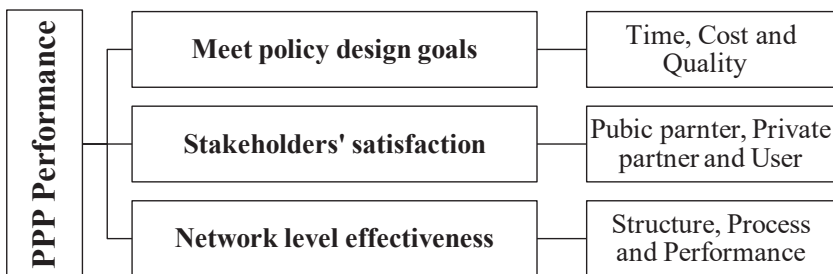 PPP Performance
Meet policy design goals
Time, Cost and
Quality
Stakeholders' satisfaction
Pubic parnter, Private
partner and User
Network level effectiveness
Structure, Process
and Performance